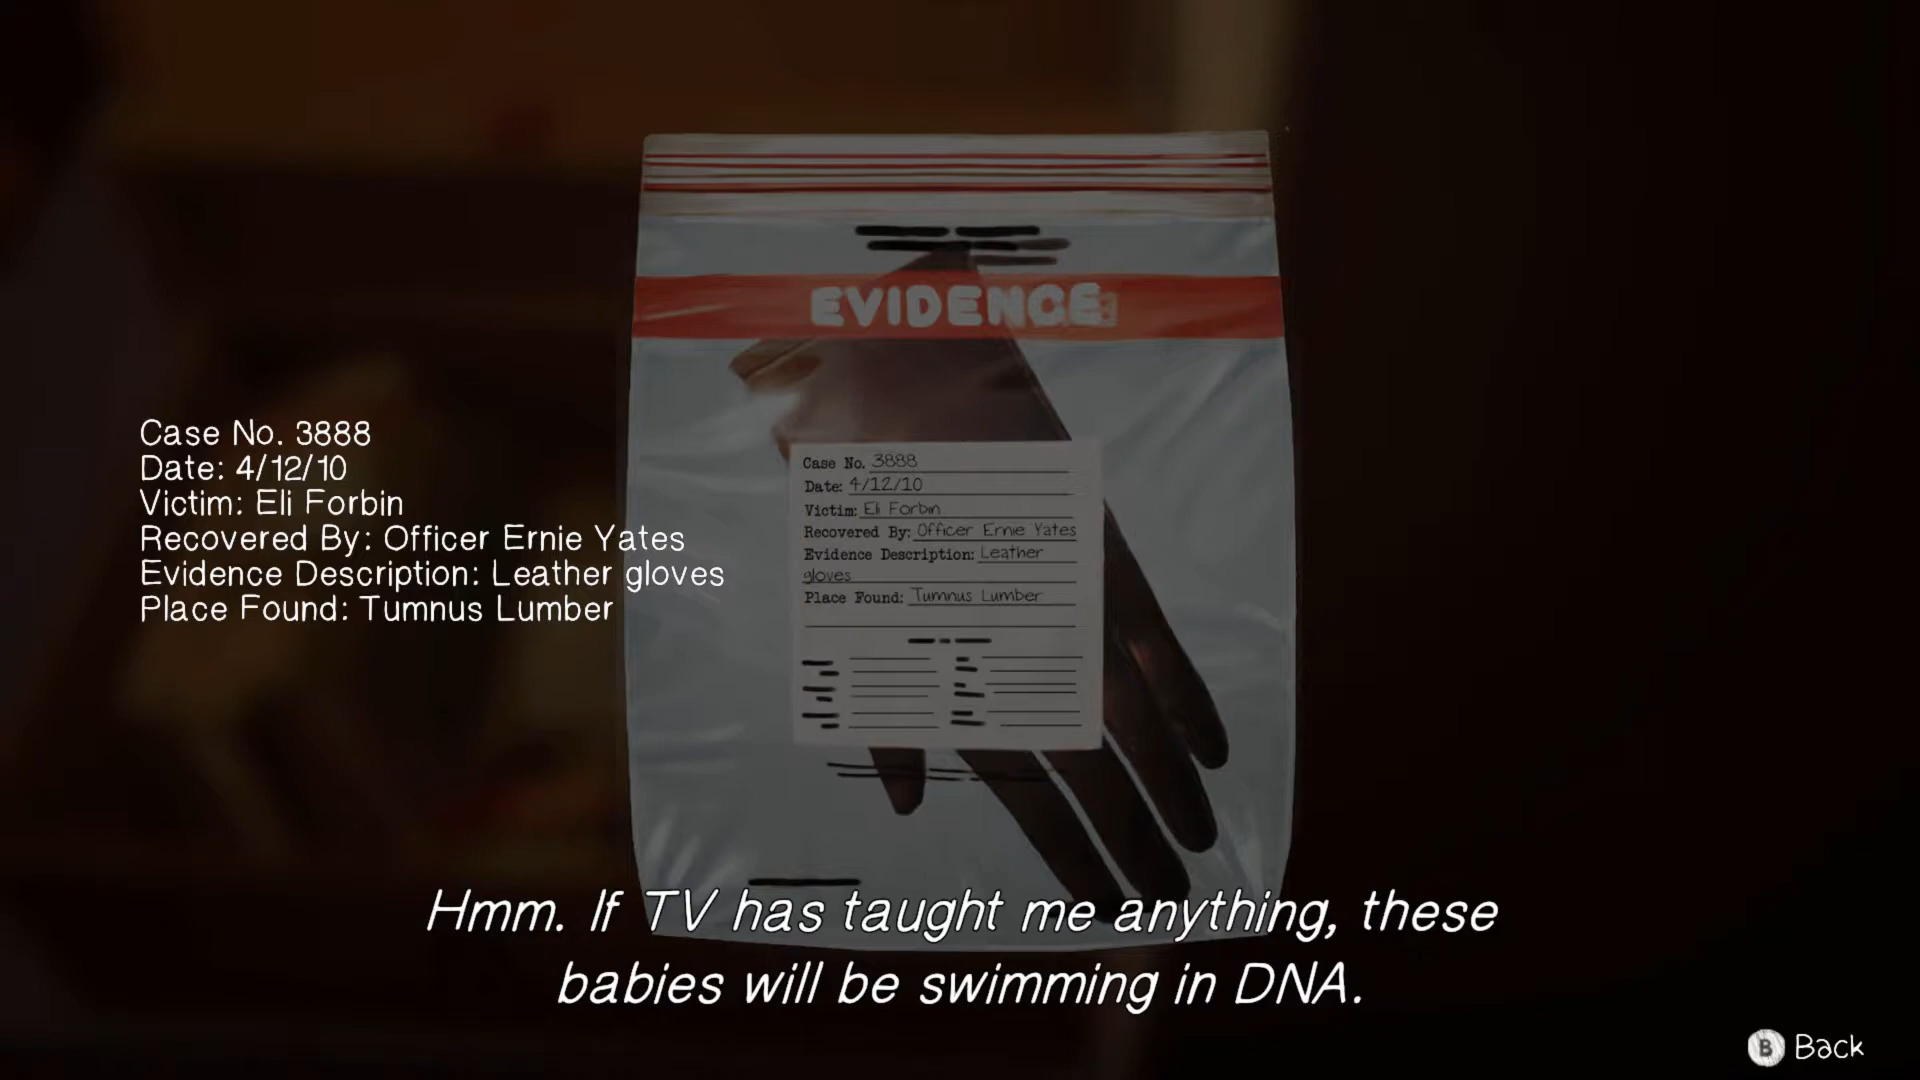 EVIDENCE
Case No. 3888
Date: 4/12/10
Victim: Eli Forbin
Recovered By: Officer Ernie Yates
Evidence Description: Leather gloves
Place Found: Tumnus Lumber
Case No. 3888
Date: 4/12/10
Victim: Eli Forbin
Recovered By: Officer Ernie Yates
Evidence Description: Leather
gloves
Place Found: Tumnus Lumber
Hmm. If TV has taught me anything, these
babies will be swimming in DNA.
B Back